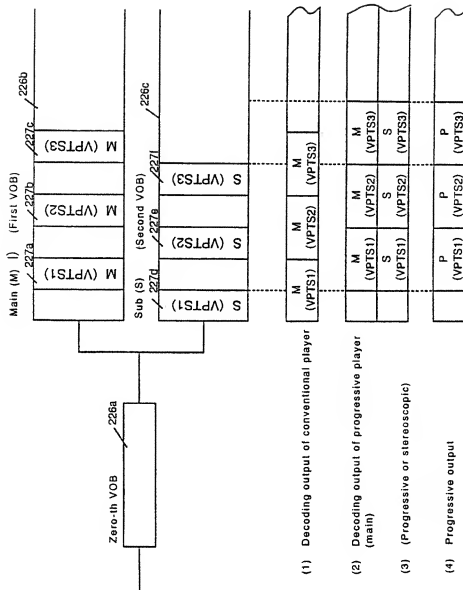 Main (M) I) (First VOB)
227a 227b 227c 226b
M (VPTS1) M (VPTS2) M (VPTS3)
Zero-th VOB
226a
Sub (S) (Second VOB)
227d 227e 227f 226c
S (VPTS1) S (VPTS2) S (VPTS3)
(1) Decoding output of conventional player
M M M
(VPTS1) (VPTS2) (VPTS3)
(2) Decoding output of progressive player
(main)
M M M
(VPTS1) (VPTS2) (VPTS3)
(3) (Progressive or stereoscopic)
S S S
(VPTS1) (VPTS2) (VPTS3)
(4) Progressive output
P P P
(VPTS1) (VPTS2) (VPTS3)